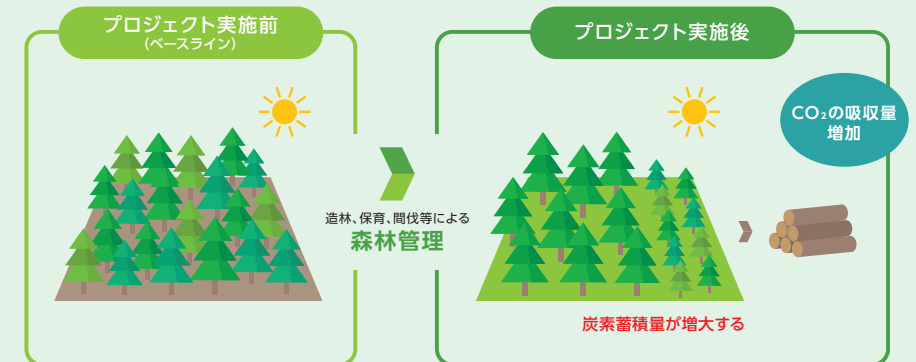 プロジェクト実施前
(ベースライン)
造林、保育、間伐等による
森林管理
プロジェクト実施後
CO₂の吸収量
増加
炭素蓄積量が増大する